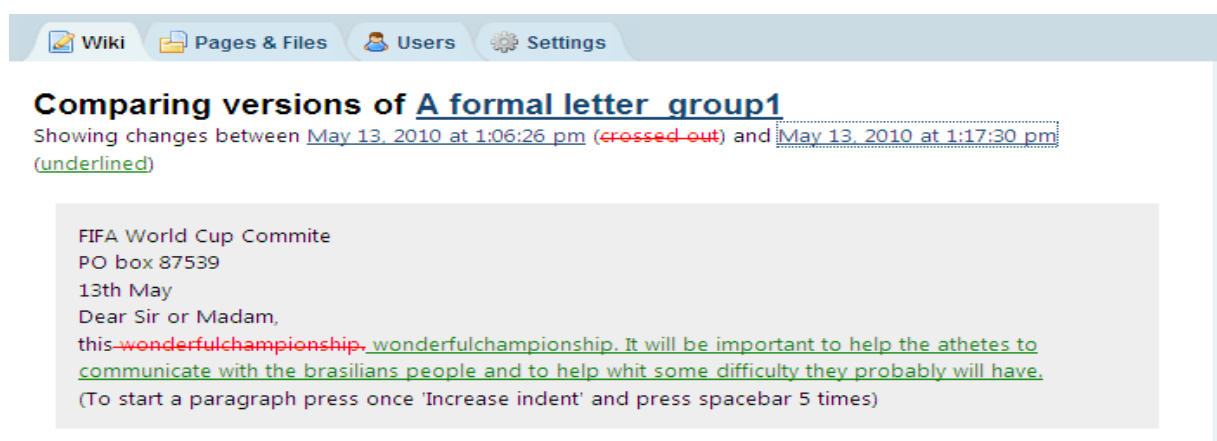 Wiki Pages & Files Users Settings
Comparing versions of A formal letter group1
Showing changes between May 13, 2010 at 1:06:26 pm (crossed out) and May 13, 2010 at 1:17:30 pm
(underlined)
FIFA World Cup Commite
PO box 87539
13th May
Dear Sir or Madam,
this wonderfulchampionship. wonderfulchampionship. It will be important to help the athetes to
communicate with the brasilians people and to help whit some difficulty they probably will have.
(To start a paragraph press once 'Increase indent' and press spacebar 5 times)